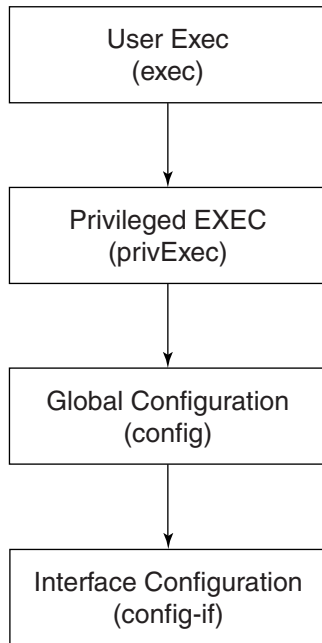 User Exec
(exec)
Privileged EXEC
(privExec)
Global Configuration
(config)
Interface Configuration
(config-if)